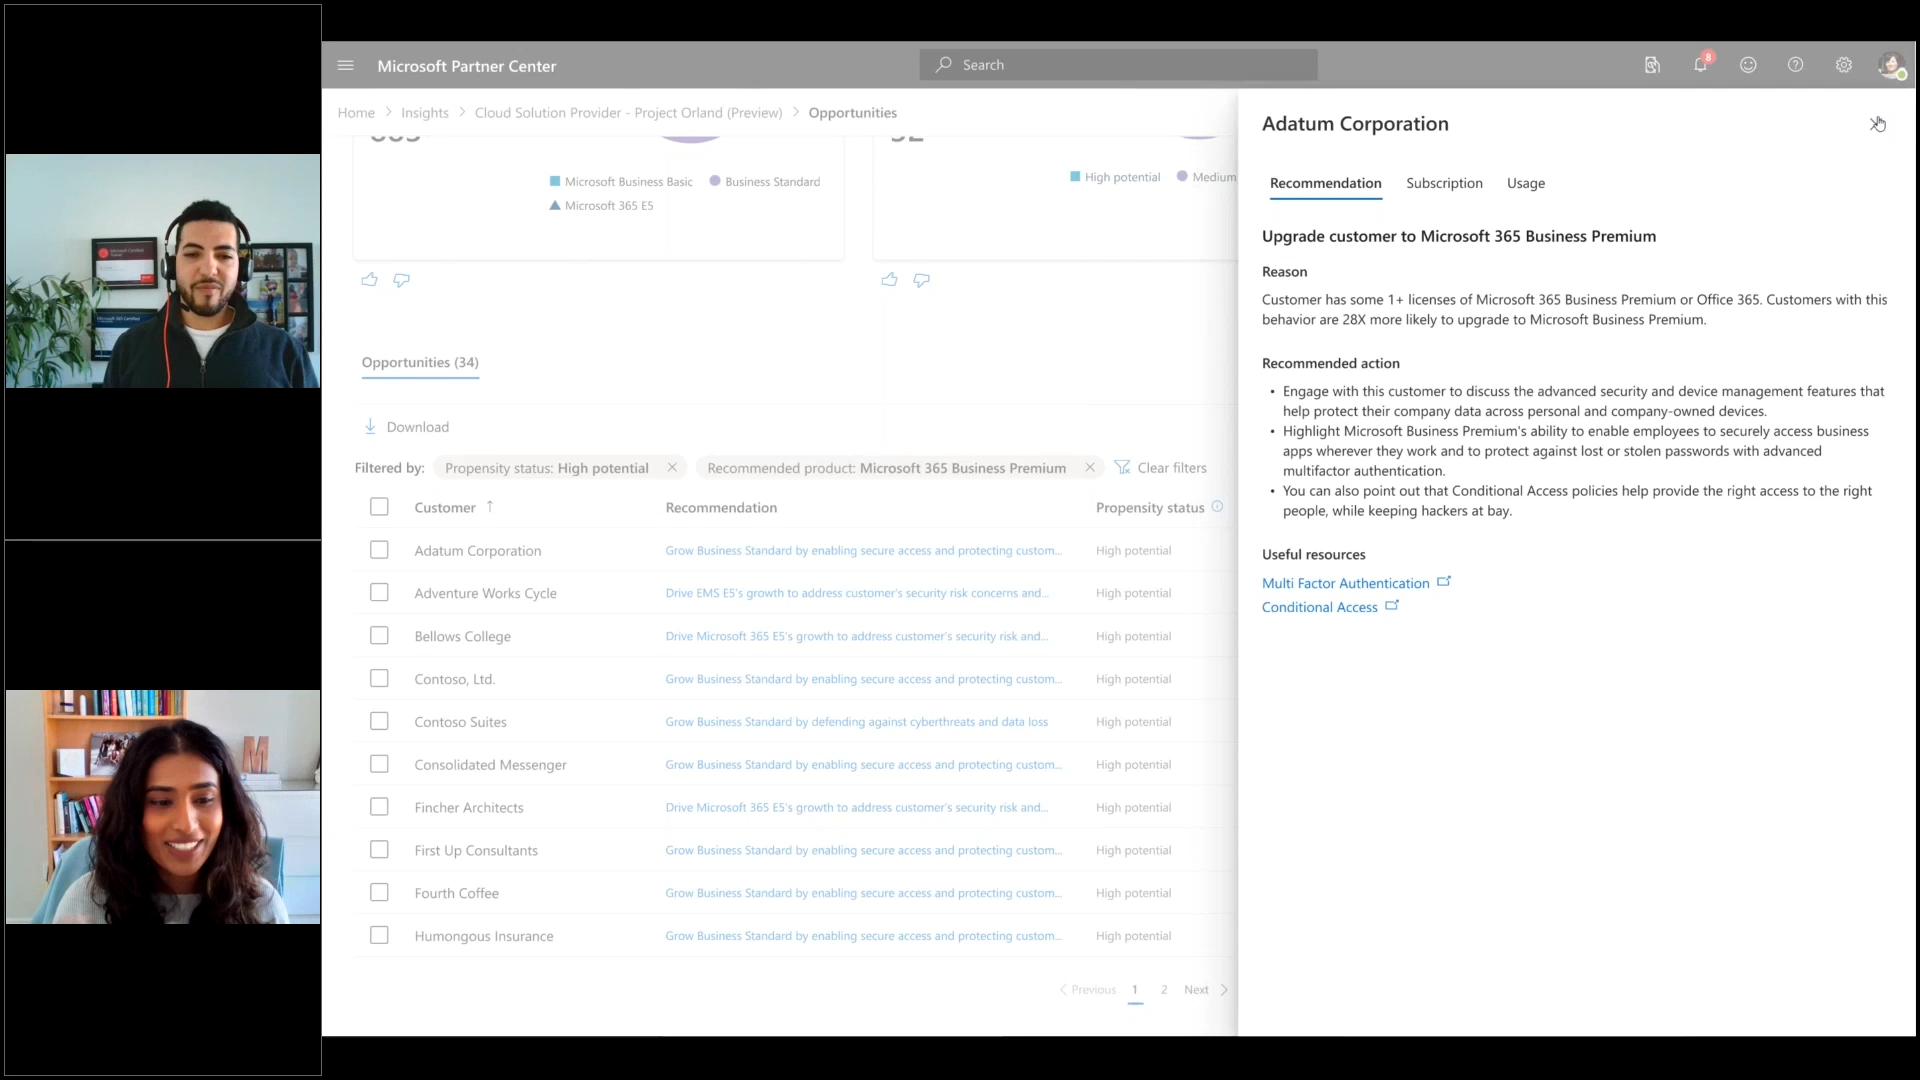 Microsoft Partner Center
Search
8
Home > Insights > Cloud Solution Provider - Project Orland (Preview) > Opportunities
Microsoft Business Basic
Business Standard
Microsoft 365 E5
High potential
Medium
Opportunities (34)
Download
Filtered by:
Propensity status: High potential
Recommended product: Microsoft 365 Business Premium
Clear filters
Customer
Recommendation
Propensity status
Adatum Corporation
Grow Business Standard by enabling secure access and protecting custom...
High potential
Adventure Works Cycle
Drive EMS E5's growth to address customer's security risk concerns and...
High potential
Bellows College
Drive Microsoft 365 E5's growth to address customer's security risk and...
High potential
Contoso, Ltd.
Grow Business Standard by enabling secure access and protecting custom...
High potential
Contoso Suites
Grow Business Standard by defending against cyberthreats and data loss
High potential
Consolidated Messenger
Grow Business Standard by enabling secure access and protecting custom...
High potential
Fincher Architects
Drive Microsoft 365 E5's growth to address customer's security risk and...
High potential
First Up Consultants
Grow Business Standard by enabling secure access and protecting custom...
High potential
Fourth Coffee
Grow Business Standard by enabling secure access and protecting custom...
High potential
Humongous Insurance
Grow Business Standard by enabling secure access and protecting custom...
High potential
Previous
1
2
Next
Adatum Corporation
Recommendation
Subscription
Usage
Upgrade customer to Microsoft 365 Business Premium
Reason
Customer has some 1+ licenses of Microsoft 365 Business Premium or Office 365. Customers with this
behavior are 28X more likely to upgrade to Microsoft Business Premium.
Recommended action
• Engage with this customer to discuss the advanced security and device management features that
help protect their company data across personal and company-owned devices.
• Highlight Microsoft Business Premium's ability to enable employees to securely access business
apps wherever they work and to protect against lost or stolen passwords with advanced
multifactor authentication.
• You can also point out that Conditional Access policies help provide the right access to the right
people, while keeping hackers at bay.
Useful resources
Multi Factor Authentication
Conditional Access
M